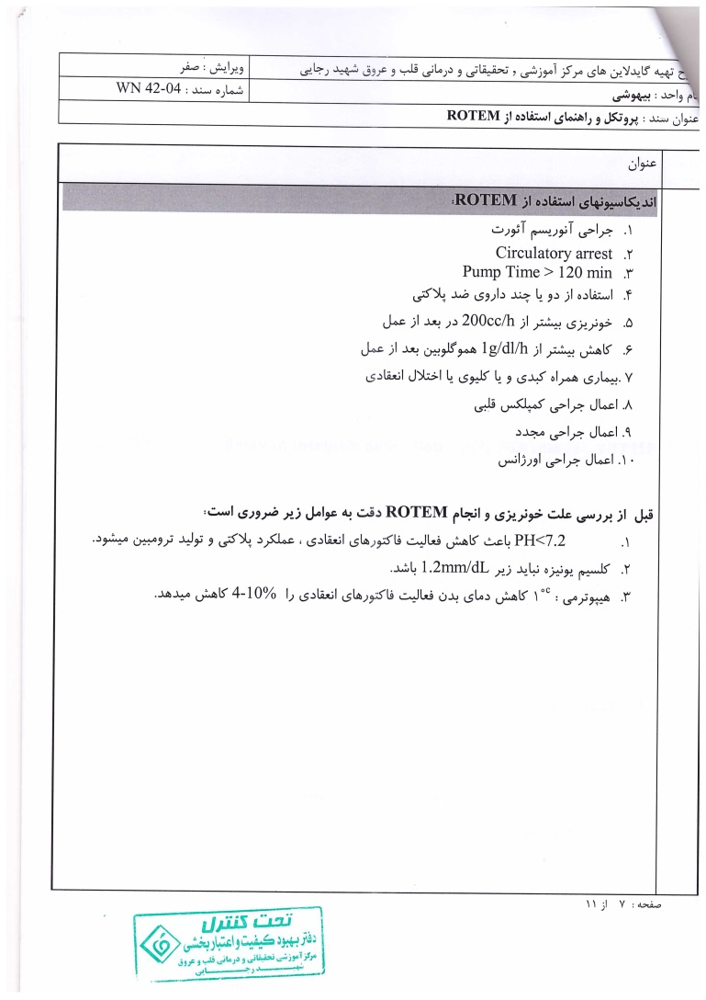 ح تهیه گایدلاین های مرکز آموزشی , تحقیقاتی و درمانی قلب و عروق شهید رجایی
ویرایش : صفر
واحد : بیهوشی
شماره سند : WN 42-04
عنوان سند : پروتکل و راهنمای استفاده از ROTEM
عنوان
اندیکاسیونهای استفاده از ROTEM:
۱. جراحی آنوریسم آئورت
۲. Circulatory arrest
۳. Pump Time > 120 min
۴. استفاده از دو یا چند داروی ضد پلاکتی
۵. خونریزی بیشتر از 200cc/h در بعد از عمل
۶. کاهش بیشتر از 1g/dl/h هموگلوبین بعد از عمل
۷.بیماری همراه کبدی و یا کلیوی یا اختلال انعقادی
۸. اعمال جراحی کمپلکس قلبی
۹. اعمال جراحی مجدد
۱۰. اعمال جراحی اورژانس
قبل از بررسی علت خونریزی و انجام ROTEM دقت به عوامل زیر ضروری است:
۱. PH<7.2 باعث کاهش فعالیت فاکتورهای انعقادی ، عملکرد پلاکتی و تولید ترومبین میشود.
۲. کلسیم یونیزه نباید زیر 1.2mm/dL باشد.
۳. هیپوترمی : ۱°c کاهش دمای بدن فعالیت فاکتورهای انعقادی را 4-10% کاهش میدهد.
صفحه : ۷ از ۱۱
تحت کنترل
دفتر بهبود کیفیت و اعتباربخشی
مرکز آموزشی تحقیقاتی و درمانی قلب و عروق
شهید رجایی